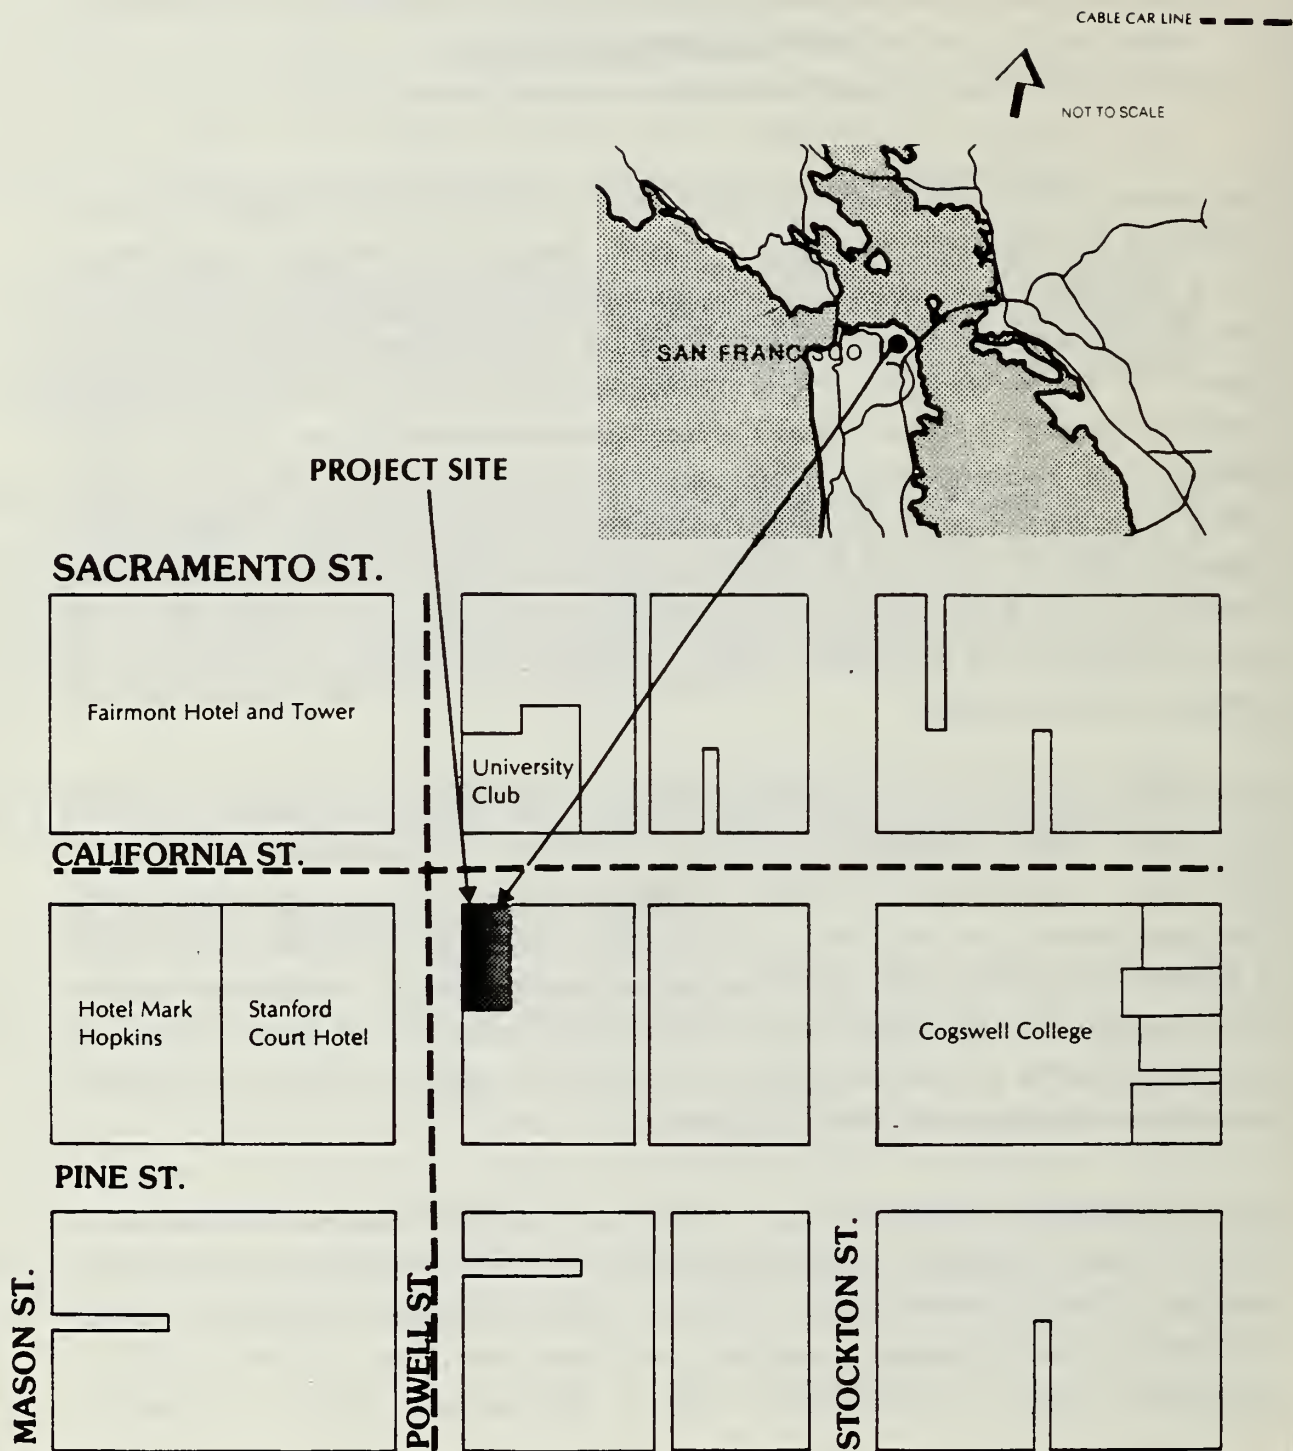 CABLE CAR LINE
NOT TO SCALE
SAN FRANCISCO
PROJECT SITE
SACRAMENTO ST.
Fairmont Hotel and Tower
University
Club
CALIFORNIA ST.
Hotel Mark
Hopkins
Stanford
Court Hotel
Cogswell College
PINE ST.
MASON ST.
POWELL ST.
STOCKTON ST.